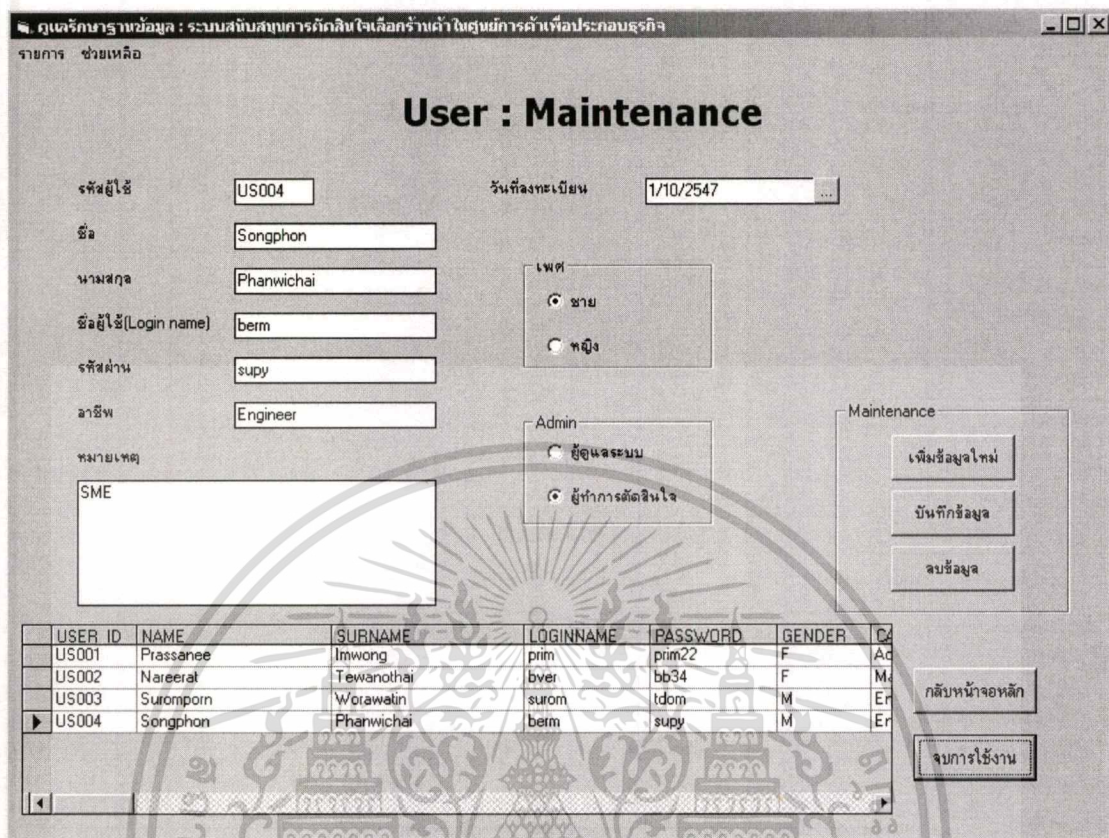 ดูแลรักษาฐานข้อมูล : ระบบสนับสนุนการตัดสินใจเลือกร้านค้าในศูนย์การค้าเพื่อประกอบธุรกิจ
รายการ ช่วยเหลือ
User : Maintenance
รหัสผู้ใช้ US004 วันที่ลงทะเบียน 1/10/2547 ...
ชื่อ Songphon
นามสกุล Phanwichai
เพศ
ชาย
หญิง
ชื่อผู้ใช้(Login name) berm
รหัสผ่าน supy
อาชีพ Engineer
Admin
ผู้ดูแลระบบ
ผู้ทำการตัดสินใจ
Maintenance
เพิ่มข้อมูลใหม่
บันทึกข้อมูล
ลบข้อมูล
หมายเหตุ
SME
USER ID NAME SURNAME LOGINNAME PASSWORD GENDER CA
US001 Prassanee Imwong prim prim22 F Ac
US002 Nareerat Tewanothai bver bb34 F Ma
US003 Suromporn Worawatin surom tdom M Er
US004 Songphon Phanwichai berm supy M Er
กลับหน้าจอหลัก
จบการใช้งาน